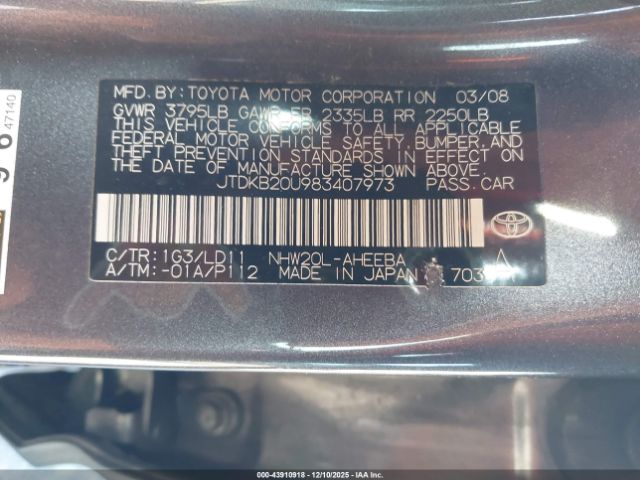 MFD.BY:TOYOTA MOTOR CORPORATION 03/08
GVWR 3795LB GAWR FR 2335LB RR 2250LB
THIS VEHICLE CONFORMS TO ALL APPLICABLE
FEDERAL MOTOR VEHICLE SAFETY, BUMPER, AND
THEFT PREVENTION STANDARDS IN EFFECT ON
THE DATE OF MANUFACTURE SHOWN ABOVE.
JTDKB20U983407973 PASS.CAR
C/TR:1G3/LD11 NHW20L-AHEEBA A
A/TM:-01A/P112 MADE IN JAPAN
47140
000-43910918 - 12/10/2025 - IAAI.com